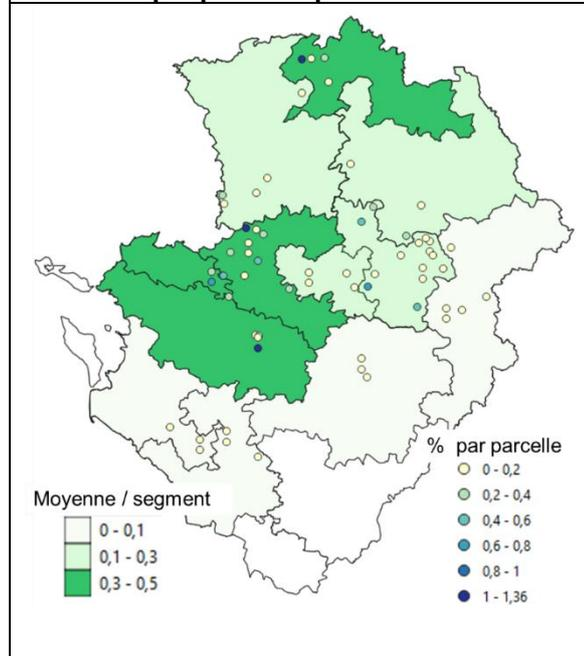 % par parcelle
0 - 0,2
0,2 - 0,4
0,4 - 0,6
0,6 - 0,8
0,8 - 1
1 - 1,36
Moyenne / segment
0 - 0,1
0,1 - 0,3
0,3 - 0,5